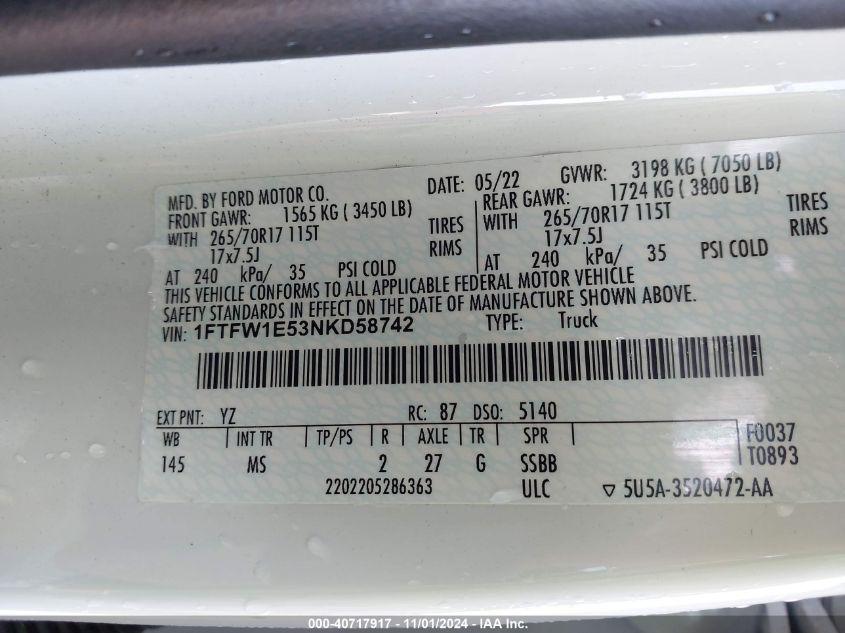 MFD. BY FORD MOTOR CO. DATE: 05/22 GVWR: 3198 KG ( 7050 LB)
FRONT GAWR: 1565 KG ( 3450 LB) REAR GAWR: 1724 KG ( 3800 LB)
WITH 265/70R17 115T TIRES WITH 265/70R17 115T TIRES
17x7.5J RIMS 17x7.5J RIMS
AT 240 kPa/ 35 PSI COLD AT 240 kPa/ 35 PSI COLD
THIS VEHICLE CONFORMS TO ALL APPLICABLE FEDERAL MOTOR VEHICLE
SAFETY STANDARDS IN EFFECT ON THE DATE OF MANUFACTURE SHOWN ABOVE.
VIN: 1FTFW1E53NKD58742 TYPE: Truck
EXT PNT: YZ RC: 87 DSO: 5140
WB INT TR TP/PS R AXLE TR SPR F0037
145 MS 2 27 G SSBB T0893
2202205286363 ULC ▽ 5U5A-3520472-AA
000-40717917 - 11/01/2024 - IAA Inc.